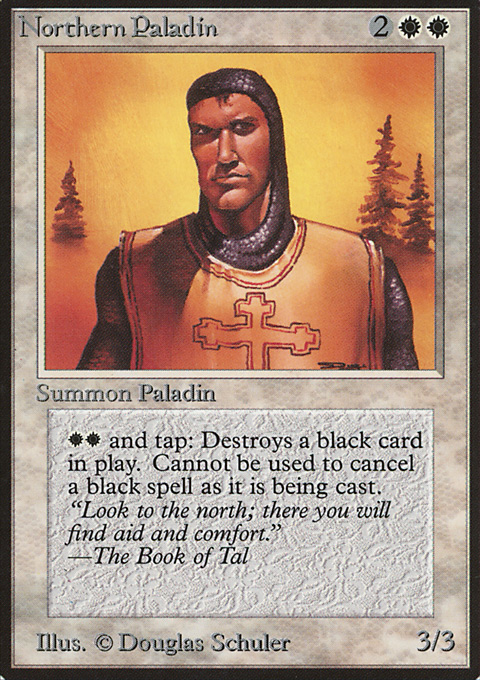 Northern Paladin 2
Summon Paladin
and tap: Destroys a black card
in play. Cannot be used to cancel
a black spell as it is being cast.
“Look to the north; there you will
find aid and comfort.”
—The Book of Tal
Illus. © Douglas Schuler 3/3